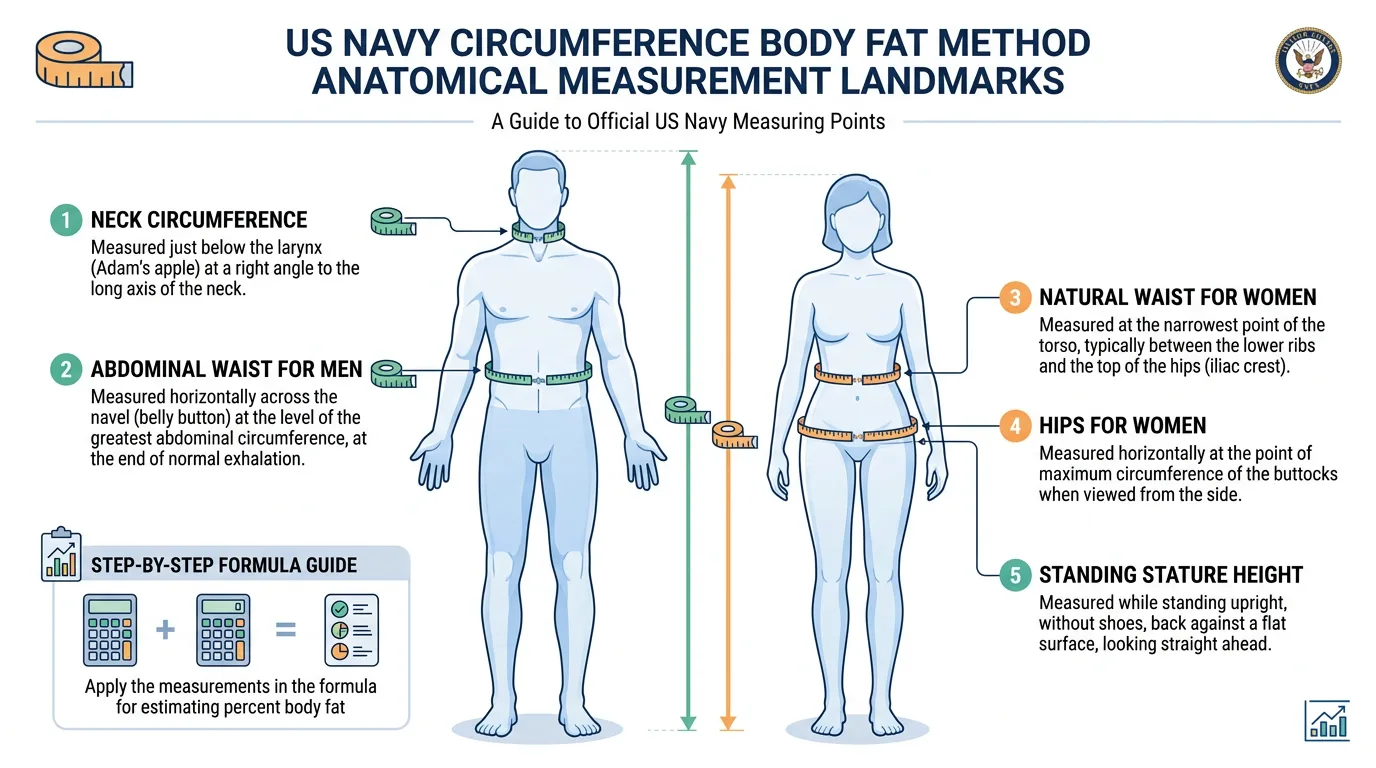 US NAVY CIRCUMFERENCE BODY FAT METHOD
ANATOMICAL MEASUREMENT LANDMARKS
A Guide to Official US Navy Measuring Points
1 NECK CIRCUMFERENCE
Measured just below the larynx
(Adam's apple) at a right angle to the
long axis of the neck.
2 ABDOMINAL WAIST FOR MEN
Measured horizontally across the
navel (belly button) at the level of the
greatest abdominal circumference, at
the end of normal exhalation.
3 NATURAL WAIST FOR WOMEN
Measured at the narrowest point of the
torso, typically between the lower ribs
and the top of the hips (iliac crest).
4 HIPS FOR WOMEN
Measured horizontally at the point of
maximum circumference of the buttocks
when viewed from the side.
5 STANDING STATURE HEIGHT
Measured while standing upright,
without shoes, back against a flat
surface, looking straight ahead.
STEP-BY-STEP FORMULA GUIDE
+ =
Apply the measurements in the formula
for estimating percent body fat